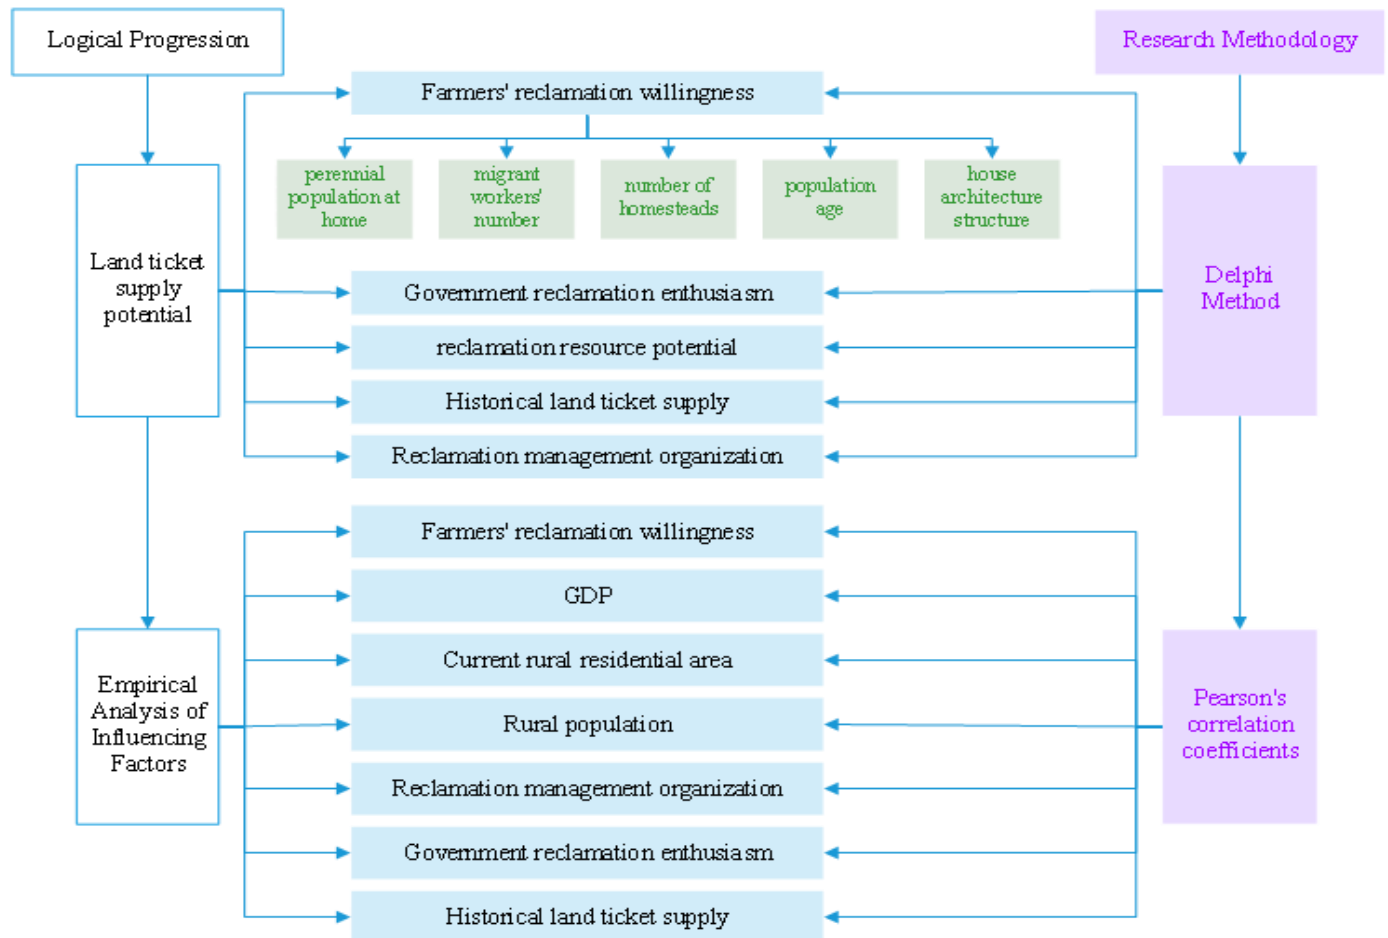 Logical Progression
Research Methodology
Farmers' reclamation willingness
perennial
population at
home
migrant
workers'
number
number of
homesteads
population
age
house
architecture
structure
Land ticket
supply
potential
Delphi
Method
Government reclamation enthusiasm
reclamation resource potential
Historical land ticket supply
Reclamation management organization
Farmers' reclamation willingness
GDP
Current rural residential area
Rural population
Reclamation management organization
Government reclamation enthusiasm
Historical land ticket supply
Empirical
Analysis of
Influencing
Factors
Pearson's
correlation
coefficients